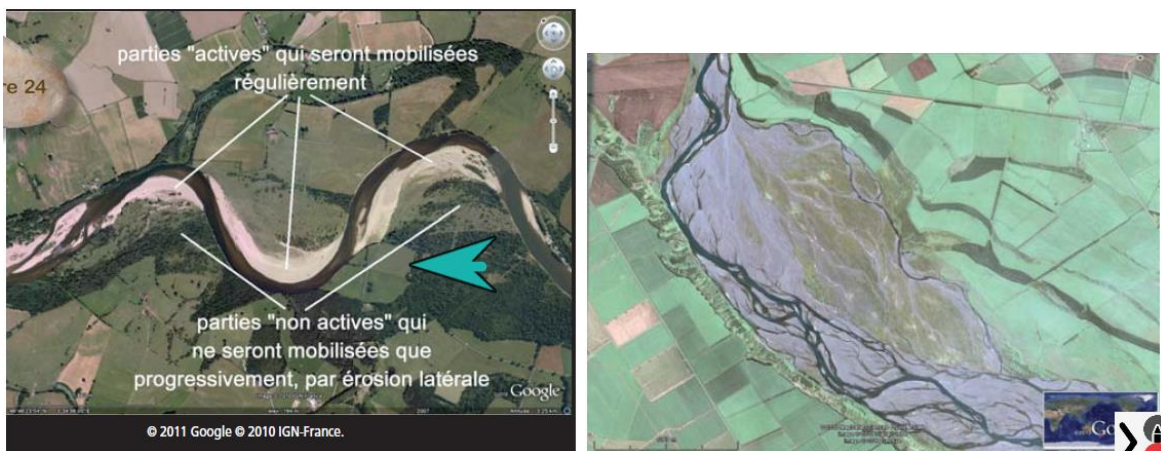 re 24
parties "actives" qui seront mobilisées
régulièrement
parties "non actives" qui
ne seront mobilisées que
progressivement, par érosion latérale
Google
2007
© 2011 Google © 2010 IGN-France.